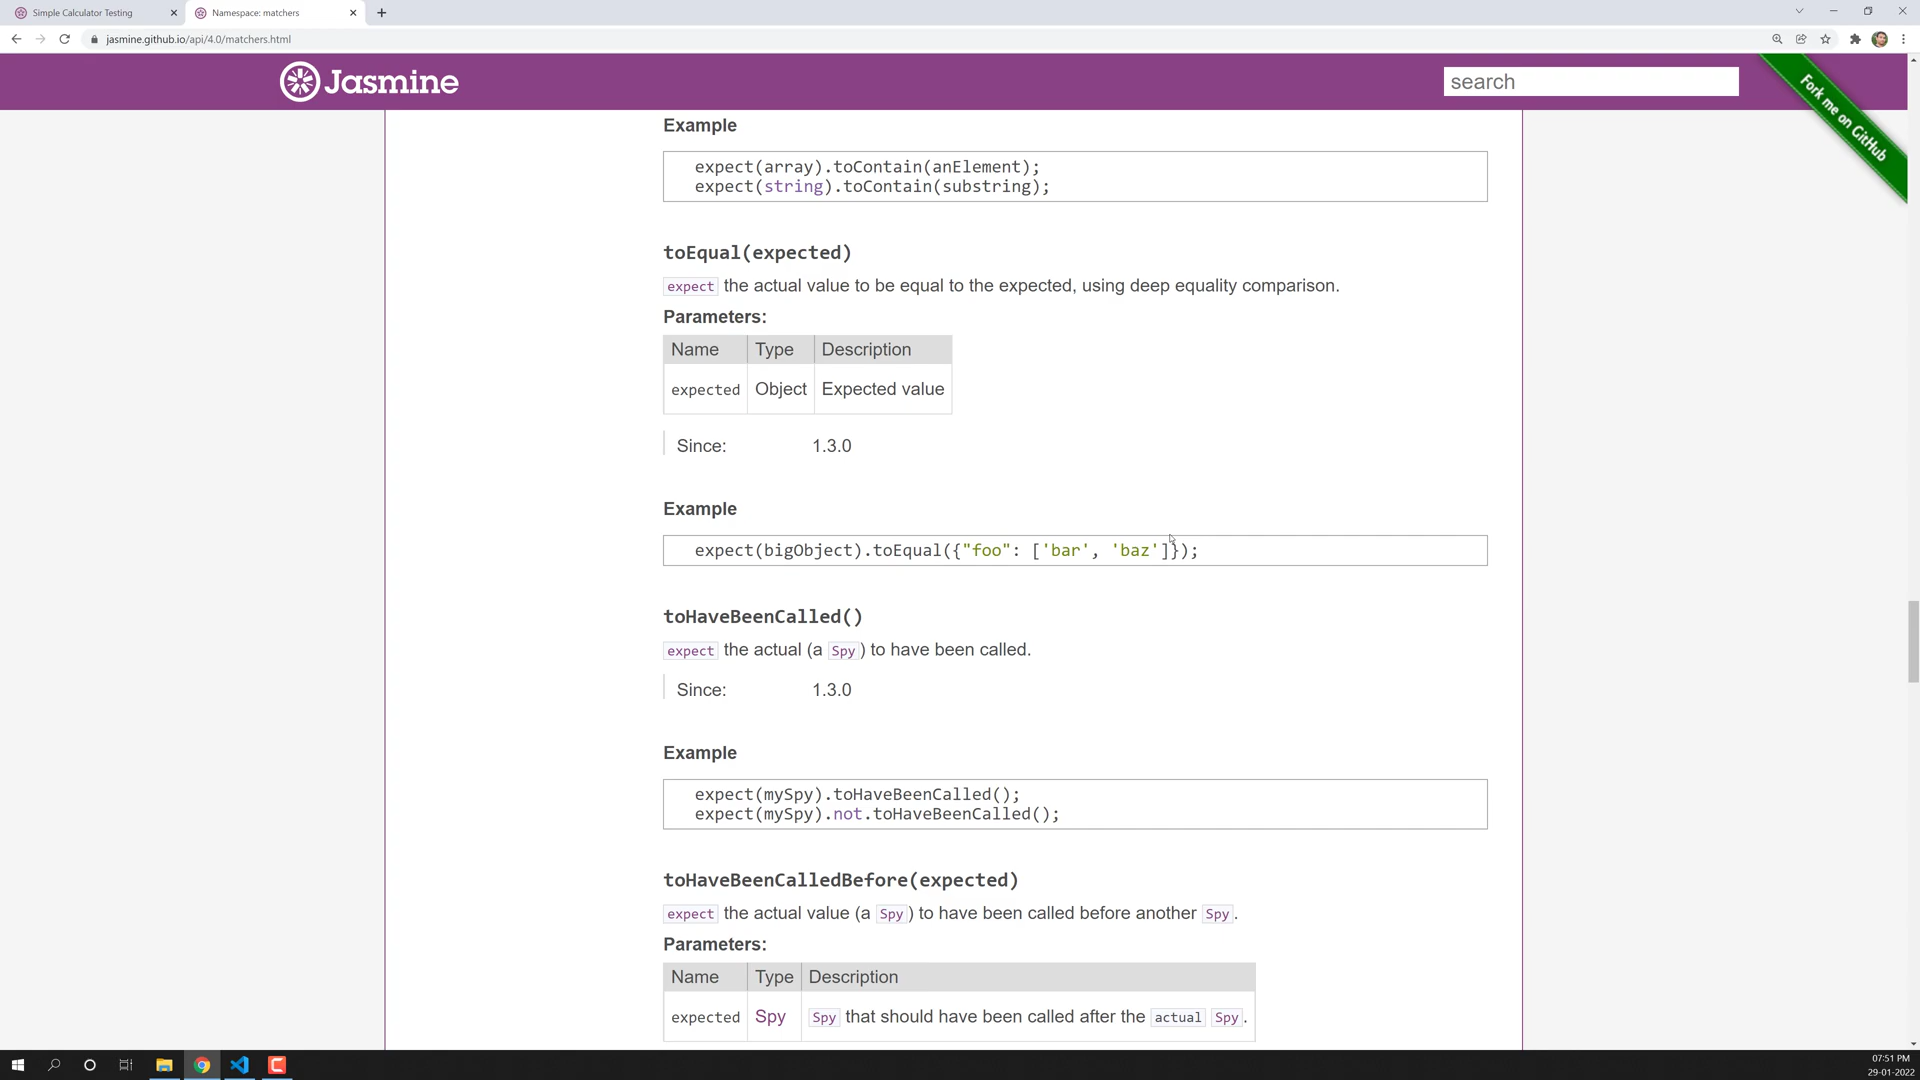 Simple Calculator Testing
Namespace: matchers
jasmine.github.io/api/4.0/matchers.html
Jasmine
search
Fork me on GitHub
Example
expect(array).toContain(anElement);
expect(string).toContain(substring);
toEqual(expected)
expect the actual value to be equal to the expected, using deep equality comparison.
Parameters:
Name Type Description
expected Object Expected value
Since: 1.3.0
Example
expect(bigObject).toEqual({"foo": ['bar', 'baz']});
toHaveBeenCalled()
expect the actual (a Spy) to have been called.
Since: 1.3.0
Example
expect(mySpy).toHaveBeenCalled();
expect(mySpy).not.toHaveBeenCalled();
toHaveBeenCalledBefore(expected)
expect the actual value (a Spy) to have been called before another Spy.
Parameters:
Name Type Description
expected Spy Spy that should have been called after the actual Spy.
07:51 PM
29-01-2022